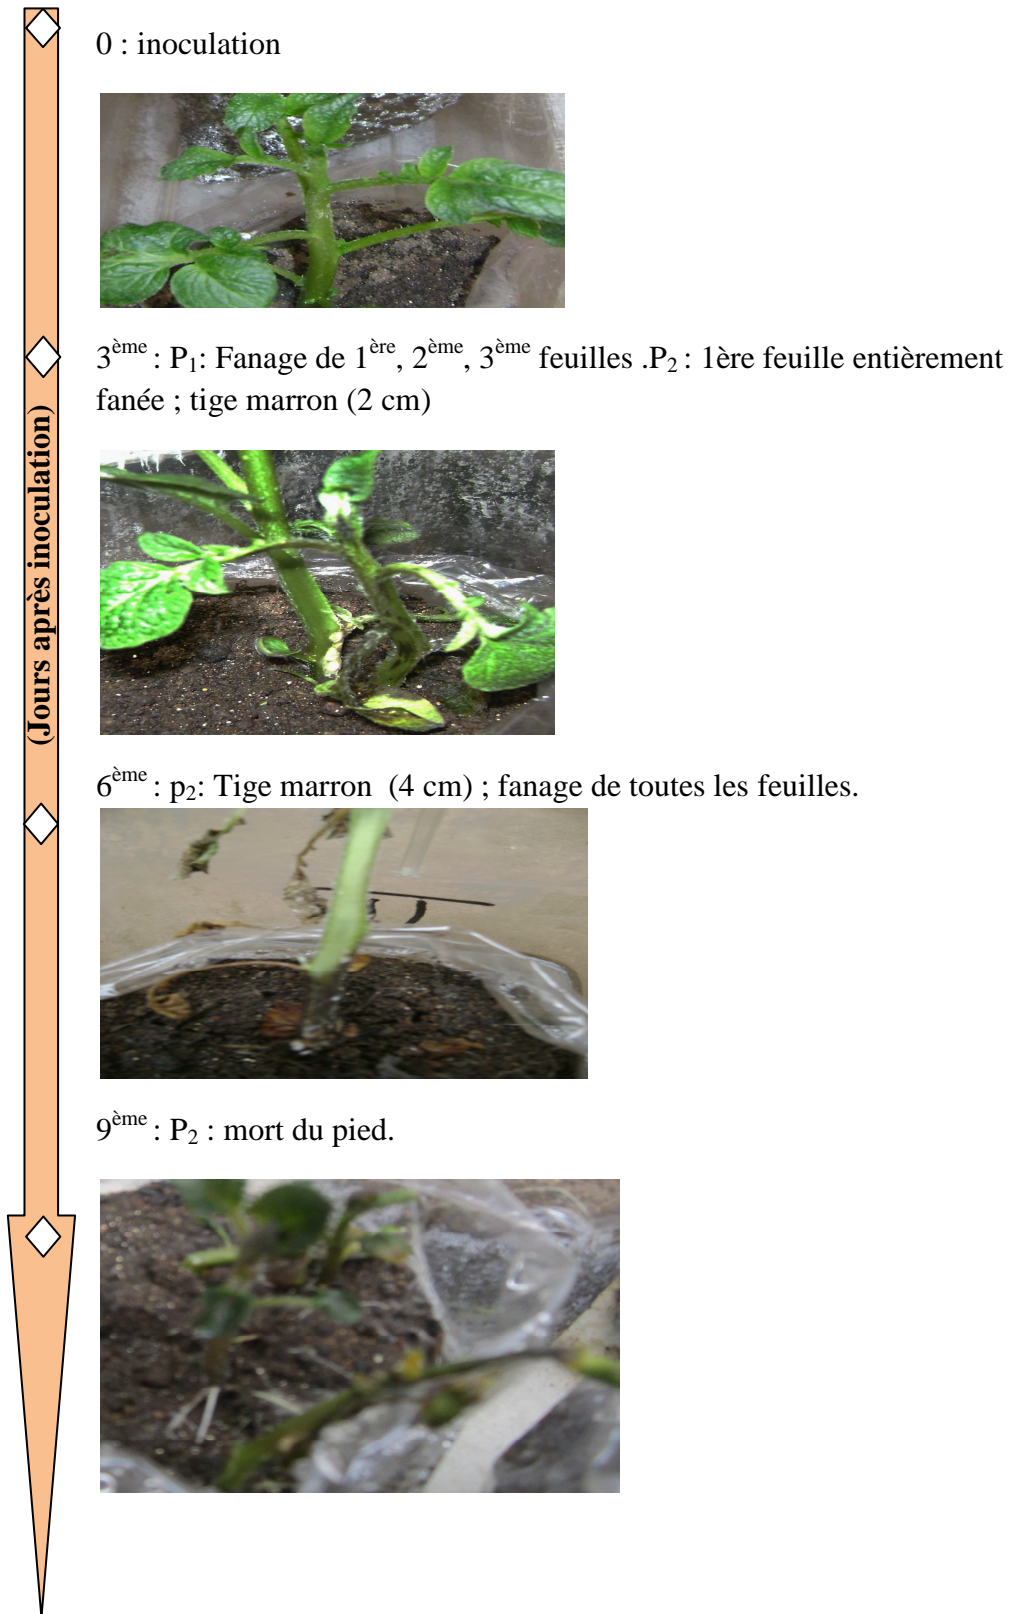 0 : inoculation
3ème : P1: Fanage de 1ère, 2ème, 3ème feuilles .P2 : 1ère feuille entièrement
fanée ; tige marron (2 cm)
(Jours après inoculation)
6ème : p2: Tige marron (4 cm) ; fanage de toutes les feuilles.
9ème : P2 : mort du pied.